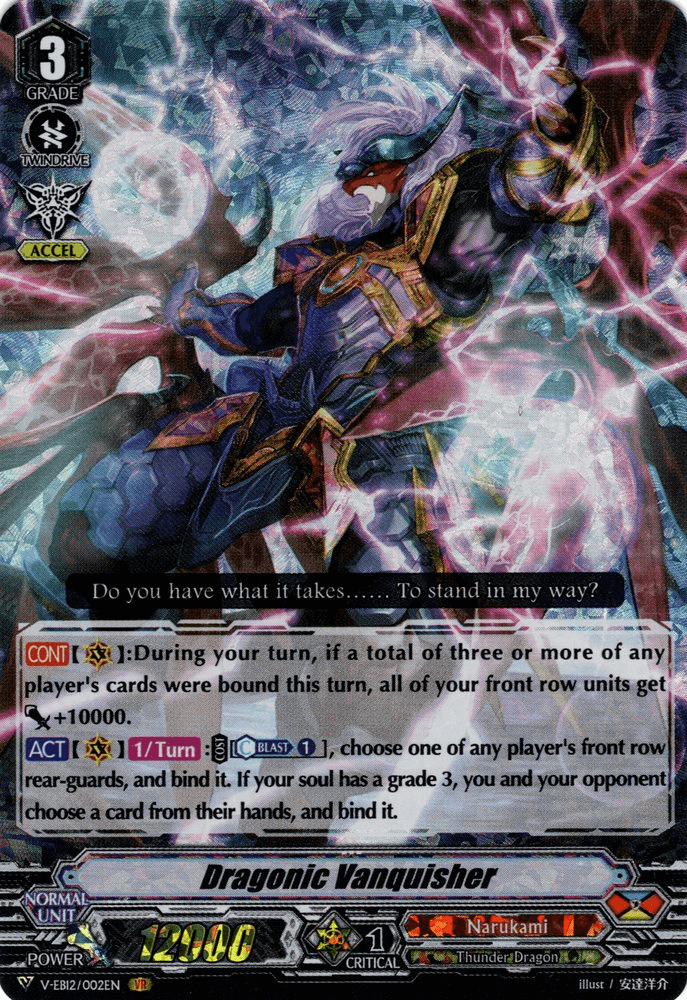 3
GRADE
TWINDRIVE
ACCEL
Do you have what it takes…… To stand in my way?
CONT【 】:During your turn, if a total of three or more of any
player's cards were bound this turn, all of your front row units get
+10000.
ACT【 】1/Turn :COST[C BLAST 1], choose one of any player's front row
rear-guards, and bind it. If your soul has a grade 3, you and your opponent
choose a card from their hands, and bind it.
Dragonic Vanquisher
NORMAL
UNIT
POWER 12000 1
CRITICAL
Narukami
Thunder Dragon
V-EB12/002EN VR illust / 安達洋介